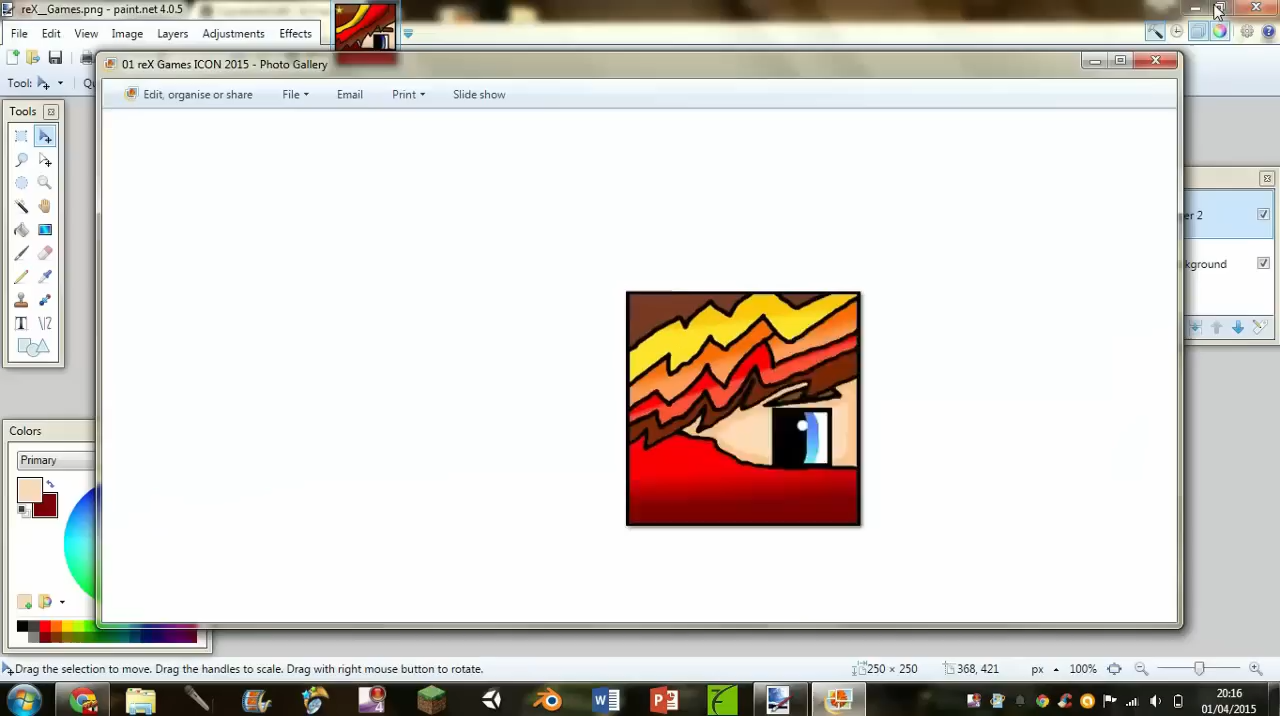 reX__Games.png - paint.net 4.0.5
File Edit View Image Layers Adjustments Effects
01 reX Games ICON 2015 - Photo Gallery
Tool:
Edit, organise or share File Email Print Slide show
Tools
er 2
kground
Colors
Primary
Drag the selection to move. Drag the handles to scale. Drag with right mouse button to rotate.
250 × 250
368, 421
px
100%
20:16
01/04/2015